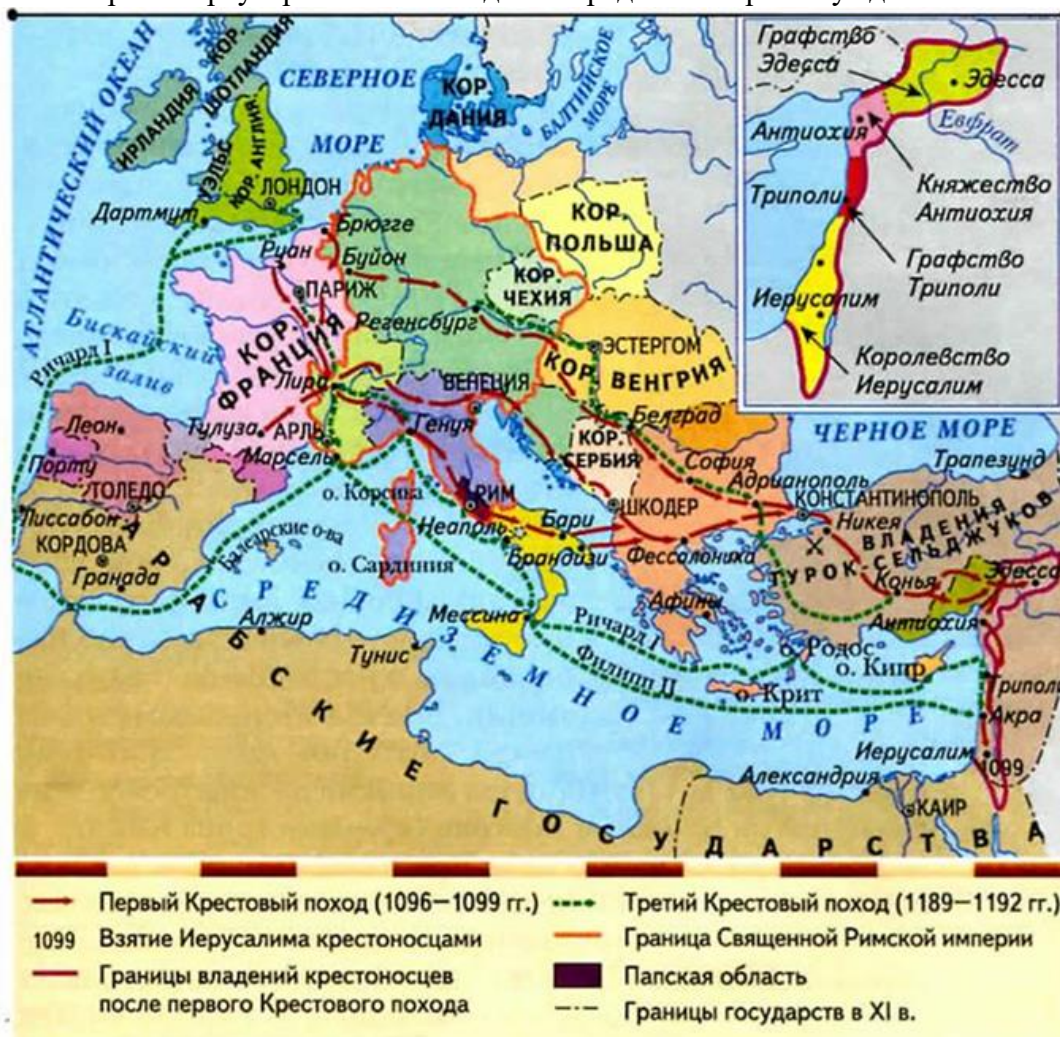 АТЛАНТИЧЕСКИЙ ОКЕАН
КОР.
ШОТЛАНДИЯ
ИРЛАНДИЯ
УЭЛЬС
КОР. АНГЛИЯ
ЛОНДОН
Дартмут
СЕВЕРНОЕ
МОРЕ
КОР.
ДАНИЯ
БАЛТИЙСКОЕ
МОРЕ
Брюгге
Руан
Буйон
ПАРИЖ
Регенсбург
КОР.
ПОЛЬША
КОР.
ЧЕХИЯ
ЭСТЕРГОМ
КОР. ВЕНГРИЯ
Бискайский
залив
Ричард I
КОР.
ФРАНЦИЯ
Лира
ВЕНЕЦИЯ
Леон
Тулуза
АРЛЬ
Генуя
Белград
Порту
Марсель
КОР.
СЕРБИЯ
София
ЧЕРНОЕ МОРЕ
Трапезунд
ТОЛЕДО
о. Корсика
РИМ
ШКОДЕР
Адрианополь
КОНСТАНТИНОПОЛЬ
Лиссабон
КОРДОВА
Балеарские о-ва
Неаполь
Бари
Никея
ВЛАДЕНИЯ
ТУРОК-СЕЛЬДЖУКОВ
Гранада
о. Сардиния
Брандизи
Фессалоника
Конья
Эдесса
СРЕДИЗЕМНОЕ МОРЕ
Алжир
Мессина
Афины
Антиохия
Тунис
Ричард I
Филипп II
о. Родос
о. Кипр
о. Крит
Триполи
Акра
Иерусалим
1099
Александрия
КАИР
АРАБСКИЕ ГОСУДАРСТВА
Графство
Эдесса
Эдесса
Антиохия
Евфрат
Триполи
Княжество
Антиохия
Графство
Триполи
Иерусалим
Королевство
Иерусалим
Первый Крестовый поход (1096–1099 гг.)
1099 Взятие Иерусалима крестоносцами
Границы владений крестоносцев
после первого Крестового похода
Третий Крестовый поход (1189–1192 гг.)
Граница Священной Римской империи
Папская область
Границы государств в XI в.